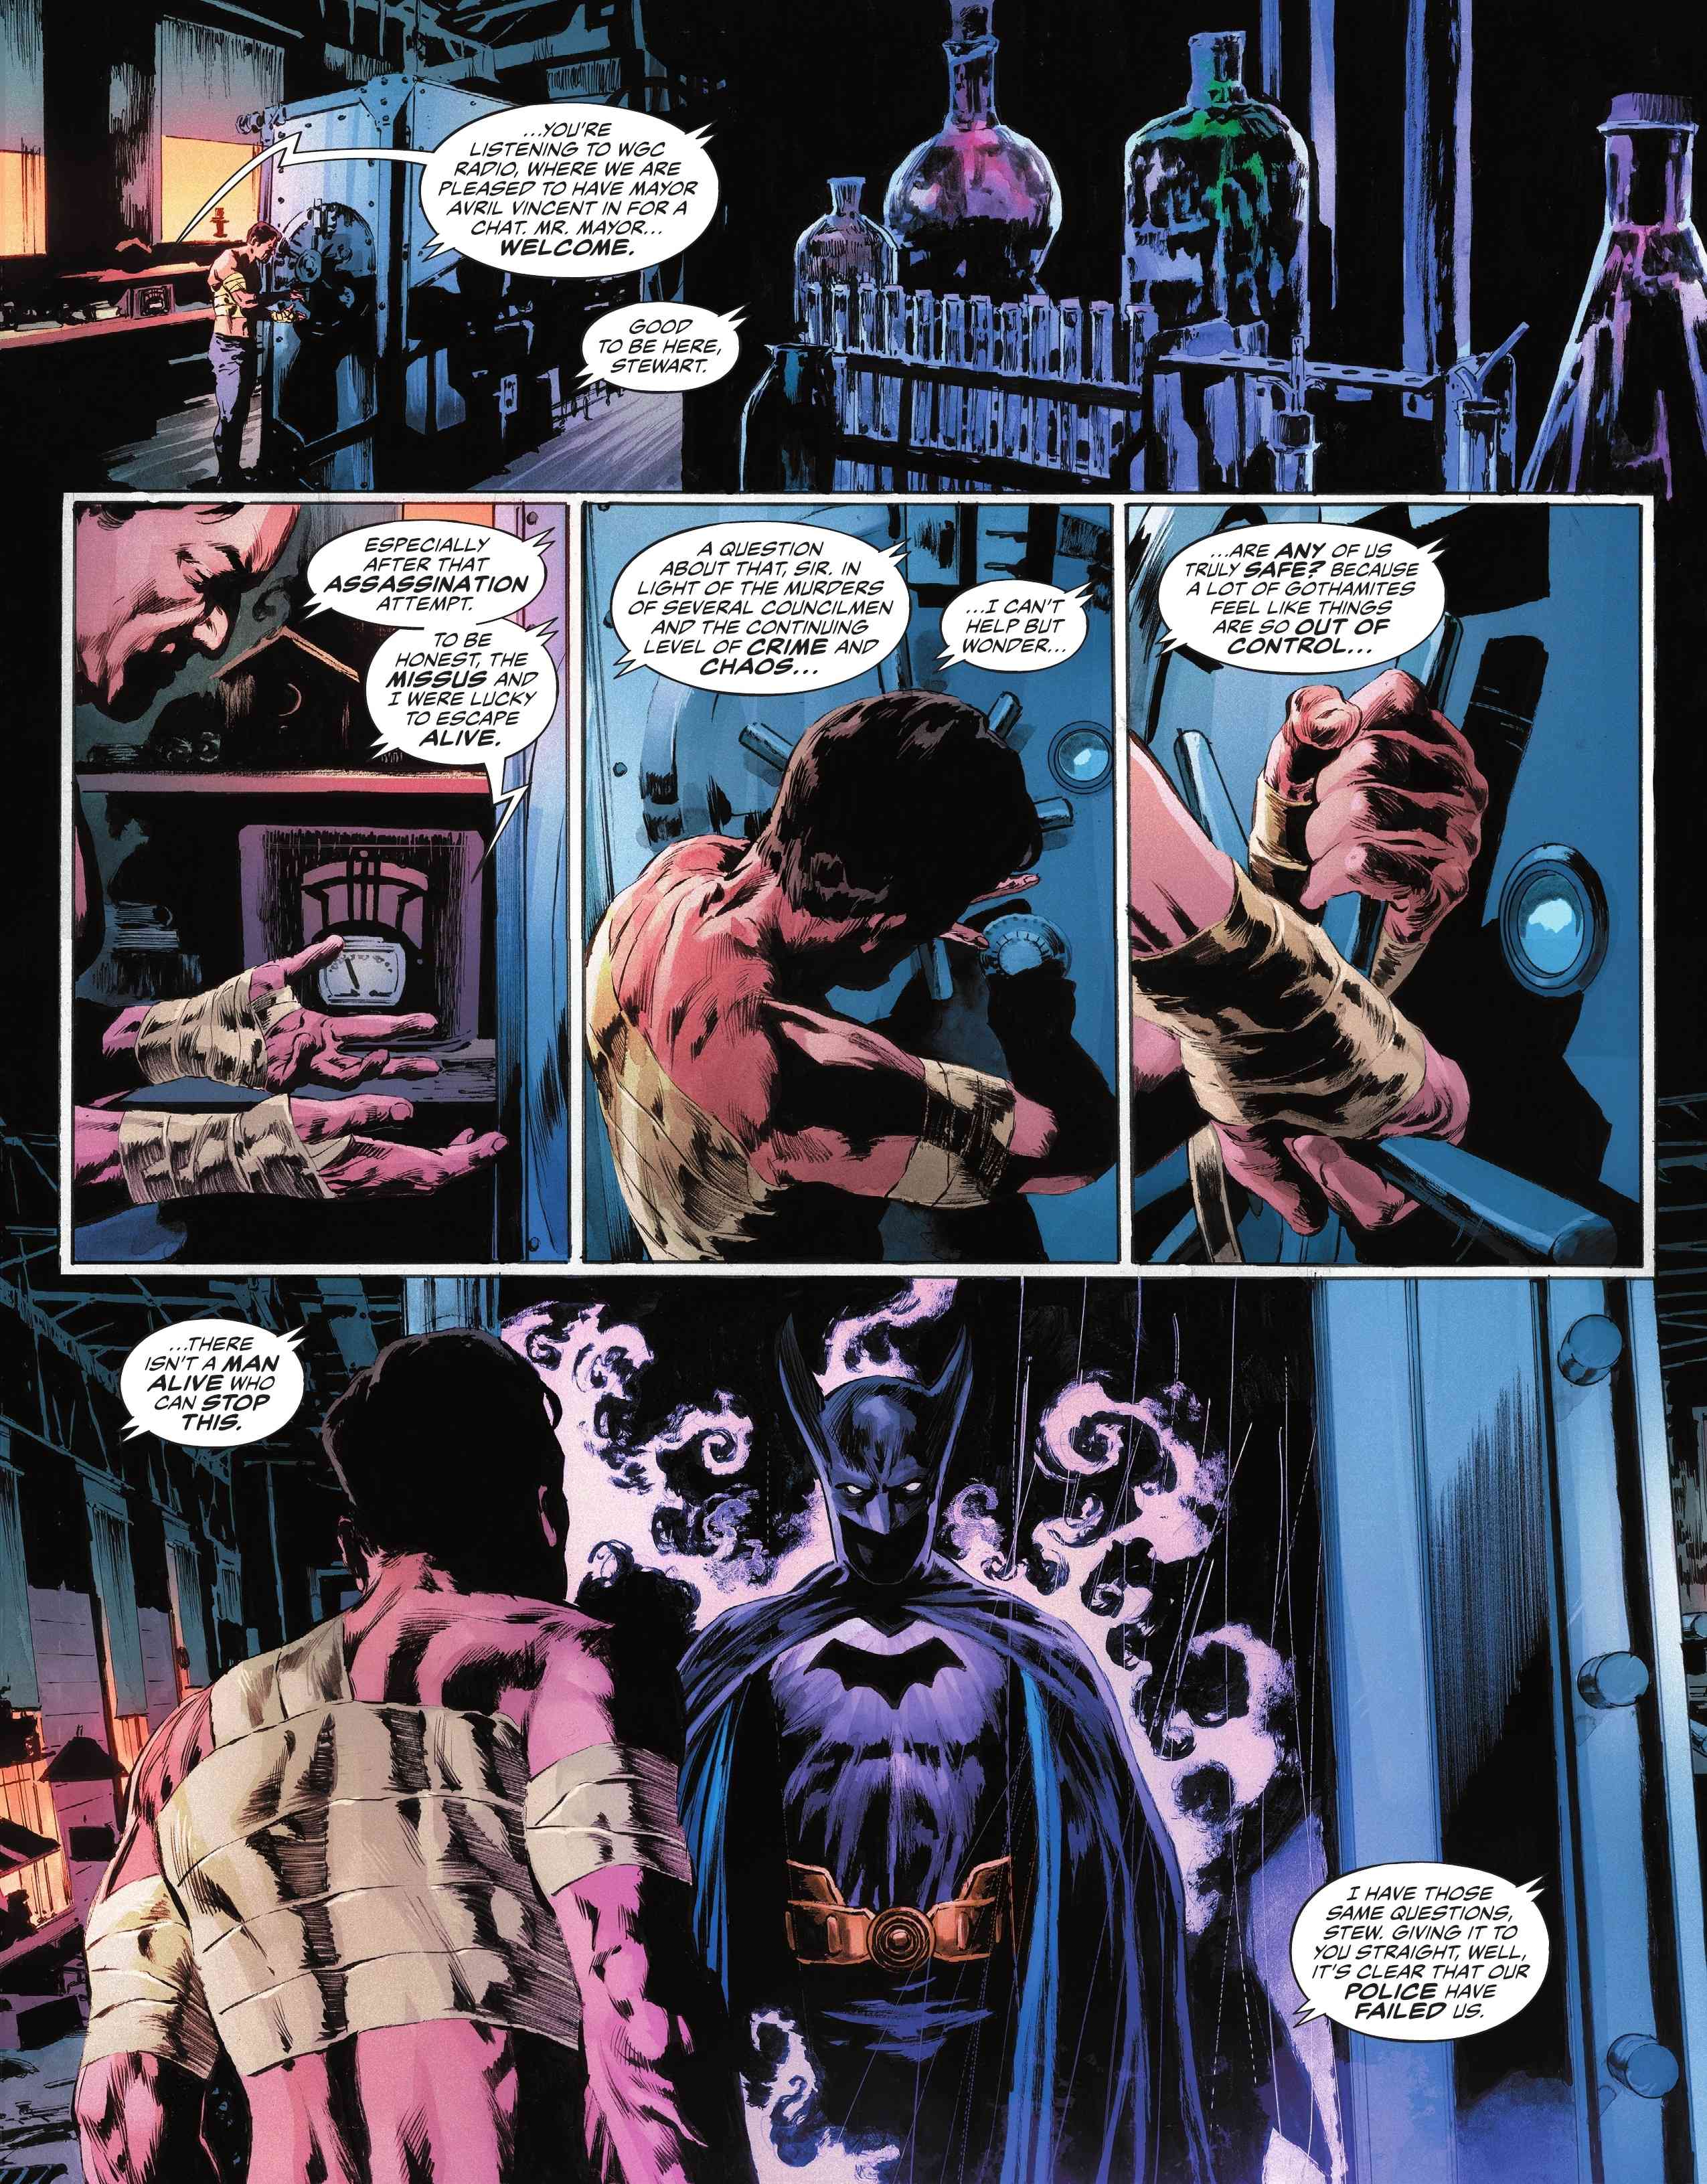 ...YOU'RE
LISTENING TO WGC
RADIO, WHERE WE ARE
PLEASED TO HAVE MAYOR
AVRIL VINCENT IN FOR A
CHAT. MR. MAYOR...
WELCOME.
GOOD
TO BE HERE,
STEWART.
ESPECIALLY
AFTER THAT
ASSASSINATION
ATTEMPT.
TO BE
HONEST, THE
MISSUS AND
I WERE LUCKY
TO ESCAPE
ALIVE.
A QUESTION
ABOUT THAT, SIR. IN
LIGHT OF THE MURDERS
OF SEVERAL COUNCILMEN
AND THE CONTINUING
LEVEL OF CRIME AND
CHAOS...
...I CAN'T
HELP BUT
WONDER...
...ARE ANY OF US
TRULY SAFE? BECAUSE
A LOT OF GOTHAMITES
FEEL LIKE THINGS
ARE SO OUT OF
CONTROL...
...THERE
ISN'T A MAN
ALIVE WHO
CAN STOP
THIS.
I HAVE THOSE
SAME QUESTIONS,
STEW. GIVING IT TO
YOU STRAIGHT, WELL,
IT'S CLEAR THAT OUR
POLICE HAVE
FAILED US.